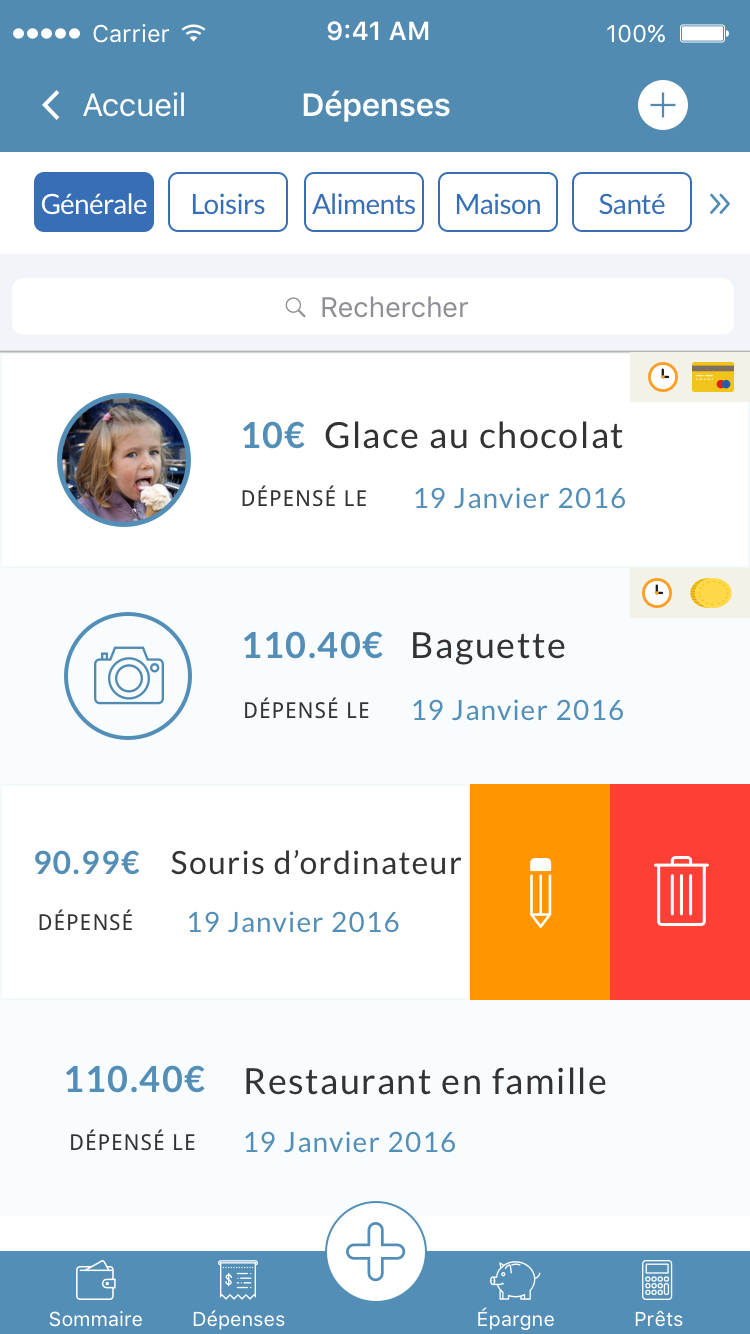 Carrier 9:41 AM 100%
Accueil Dépenses
Générale Loisirs Aliments Maison Santé
Rechercher
10€ Glace au chocolat
DÉPENSÉ LE 19 Janvier 2016
110.40€ Baguette
DÉPENSÉ LE 19 Janvier 2016
90.99€ Souris d’ordinateur
DÉPENSÉ 19 Janvier 2016
110.40€ Restaurant en famille
DÉPENSÉ LE 19 Janvier 2016
Sommaire Dépenses Épargne Prêts